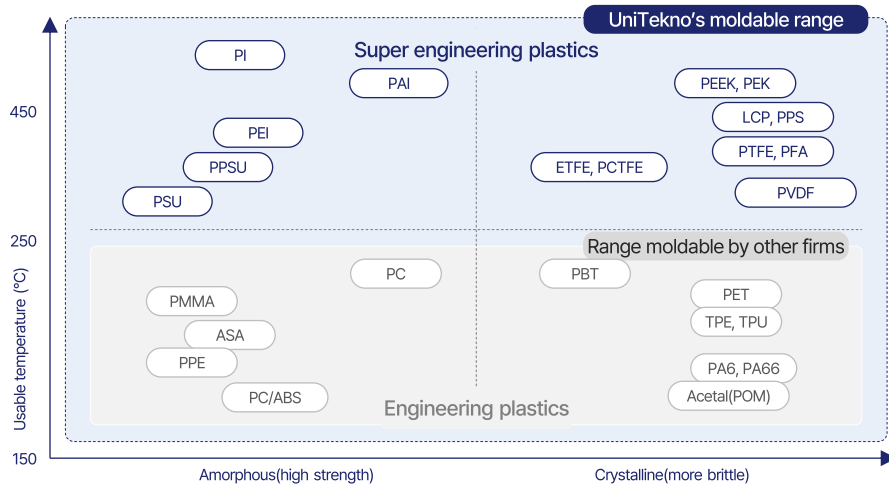 UniTekno's moldable range
Super engineering plastics
PI
PAI
PEEK, PEK
450
LCP, PPS
PEI
PTFE, PFA
PPSU
ETFE, PCTFE
PVDF
PSU
250
Range moldable by other firms
PC
PBT
PMMA
PET
TPE, TPU
ASA
PPE
PA6, PA66
PC/ABS
Acetal(POM)
Engineering plastics
Usable temperature (°C)
150
Amorphous(high strength)
Crystalline(more brittle)